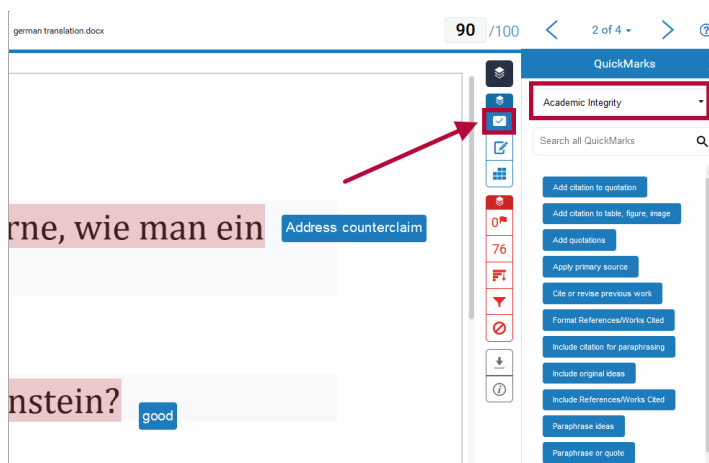 german translation.docx
90 /100
2 of 4
QuickMarks
Academic Integrity
Search all QuickMarks
Add citation to quotation
Add citation to table, figure, image
Add quotations
Apply primary source
Cite or revise previous work
Format References/Works Cited
Include citation for paraphrasing
Include original ideas
Include References/Works Cited
Paraphrase ideas
Paraphrase or quote
rne, wie man ein
Address counterclaim
nstein?
good
0
76